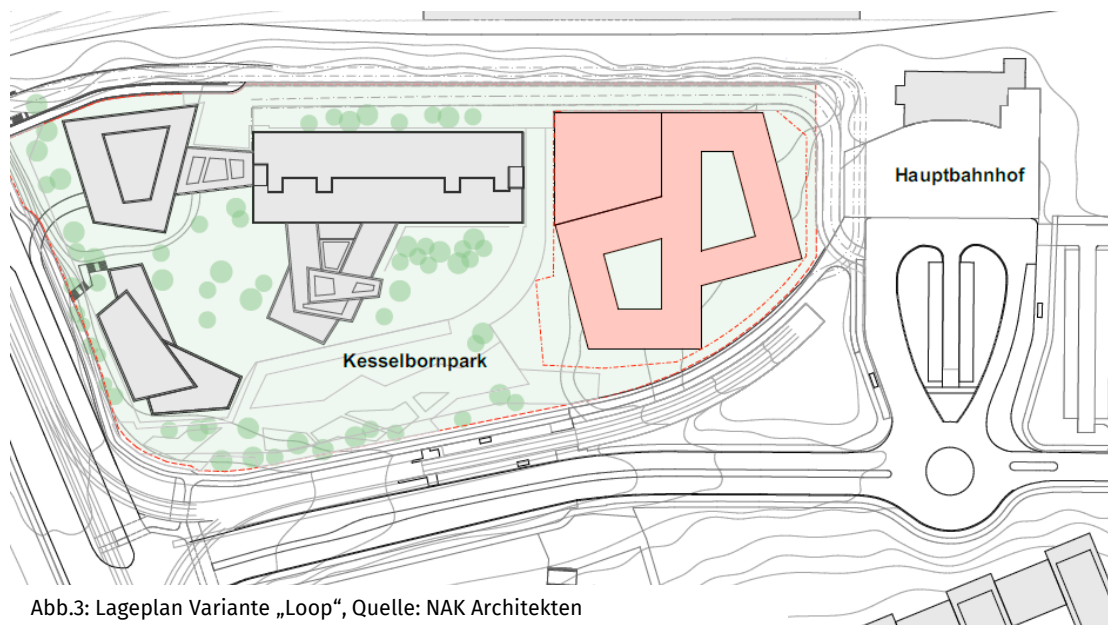 Hauptbahnhof
Kesselbornpark
Abb.3: Lageplan Variante „Loop“, Quelle: NAK Architekten